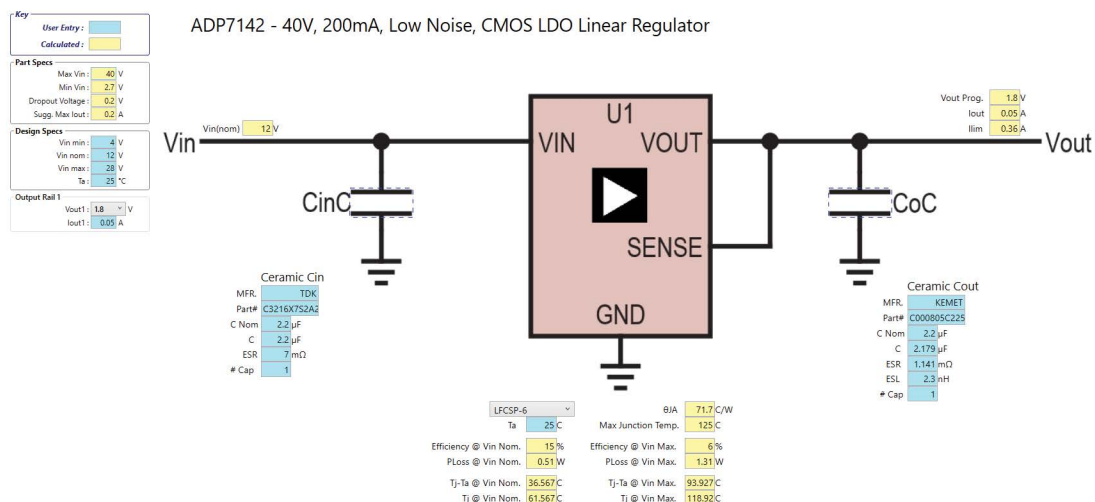 ADP7142 - 40V, 200mA, Low Noise, CMOS LDO Linear Regulator
Key
User Entry :
Calculated :
Part Specs
Max Vin : 40 V
Min Vin : 2.7 V
Dropout Voltage : 0.2 V
Sugg. Max Iout : 0.2 A
Design Specs
Vin min : 4 V
Vin nom : 12 V
Vin max : 28 V
Ta : 25 °C
Output Rail 1
Vout1 : 1.8 V
Iout1 : 0.05 A
Vin
Vin(nom) 12 V
CinC
U1
VIN VOUT
SENSE
GND
Vout Prog. 1.8 V
Iout 0.05 A
Ilim 0.36 A
Vout
CoC
Ceramic Cin
MFR. TDK
Part# C3216X7S2A2
C Nom 2.2 µF
C 2.2 µF
ESR 7 mΩ
# Cap 1
Ceramic Cout
MFR. KEMET
Part# C000805C225
C Nom 2.2 µF
C 2.179 µF
ESR 1.141 mΩ
ESL 2.3 nH
# Cap 1
LFCSP-6 θJA 71.7 C/W
Ta 25 C Max Junction Temp. 125 C
Efficiency @ Vin Nom. 15 % Efficiency @ Vin Max. 6 %
PLoss @ Vin Nom. 0.51 W PLoss @ Vin Max. 1.31 W
Tj-Ta @ Vin Nom. 36.567 C Tj-Ta @ Vin Max. 93.927 C
Tj @ Vin Nom. 61.567 C Tj @ Vin Max. 118.92 C